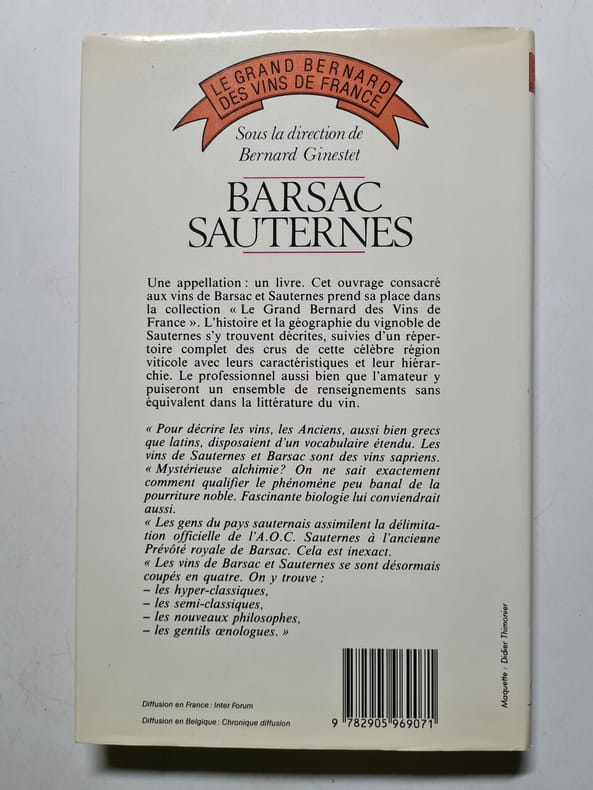 LE GRAND BERNARD
DES VINS DE FRANCE
Sous la direction de
Bernard Ginestet
BARSAC
SAUTERNES
Une appellation : un livre. Cet ouvrage consacré
aux vins de Barsac et Sauternes prend sa place dans
la collection « Le Grand Bernard des Vins de
France ». L'histoire et la géographie du vignoble de
Sauternes s'y trouvent décrites, suivies d'un réper-
toire complet des crus de cette célèbre région
viticole avec leurs caractéristiques et leur hiérar-
chie. Le professionnel aussi bien que l'amateur y
puiseront un ensemble de renseignements sans
équivalent dans la littérature du vin.
« Pour décrire les vins, les Anciens, aussi bien grecs
que latins, disposaient d'un vocabulaire étendu. Les
vins de Sauternes et Barsac sont des vins sapriens.
« Mystérieuse alchimie? On ne sait exactement
comment qualifier le phénomène peu banal de la
pourriture noble. Fascinante biologie lui conviendrait
aussi.
« Les gens du pays sauternais assimilent la délimita-
tion officielle de l'A.O.C. Sauternes à l'ancienne
Prévôté royale de Barsac. Cela est inexact.
« Les vins de Barsac et Sauternes se sont désormais
coupés en quatre. On y trouve :
– les hyper-classiques,
– les semi-classiques,
– les nouveaux philosophes,
– les gentils œnologues. »
Maquette : Didier Thimonier
Diffusion en France : Inter Forum
Diffusion en Belgique : Chronique diffusion
9 782905 969071